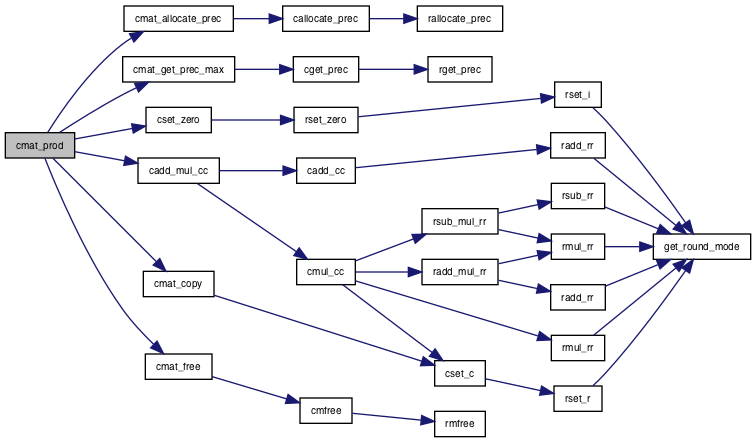 cmat_allocate_prec
callocate_prec
rallocate_prec
cmat_get_prec_max
cget_prec
rget_prec
rset_i
cset_zero
rset_zero
cmat_prod
radd_rr
cadd_mul_cc
cadd_cc
rsub_rr
rsub_mul_rr
rmul_rr
get_round_mode
cmul_cc
radd_mul_rr
cmat_copy
radd_rr
rmul_rr
cmat_free
cset_c
rset_r
cmfree
rmfree